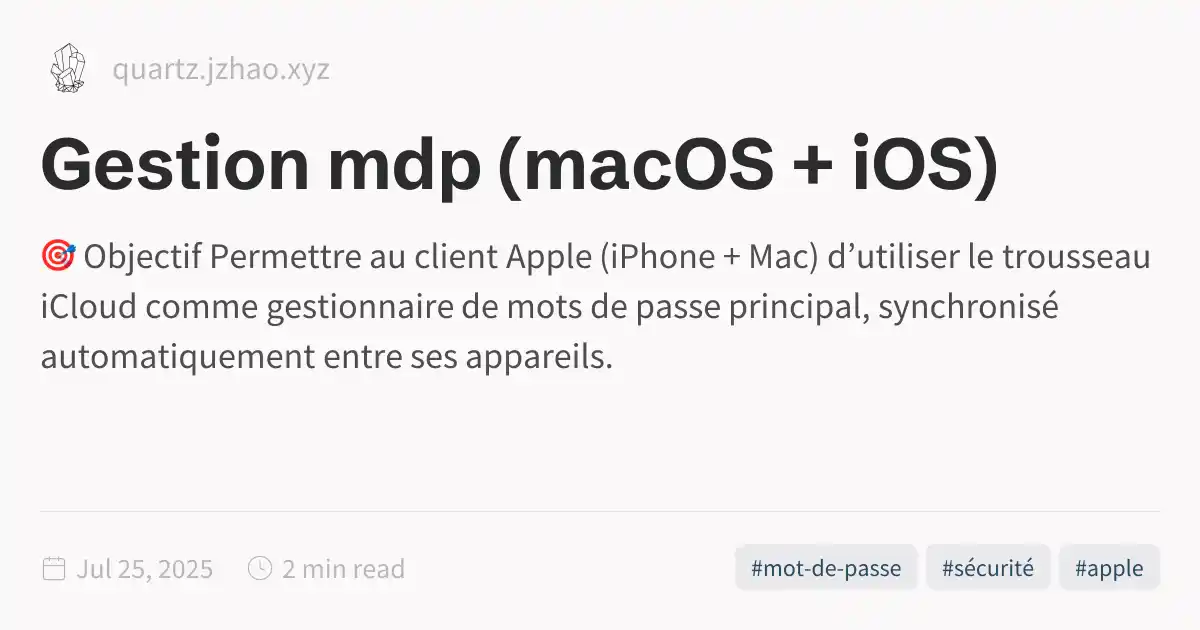 quartz.jzhao.xyz
Gestion mdp (macOS + iOS)
🎯 Objectif Permettre au client Apple (iPhone + Mac) d’utiliser le trousseau
iCloud comme gestionnaire de mots de passe principal, synchronisé
automatiquement entre ses appareils.
Jul 25, 2025 2 min read #mot-de-passe #sécurité #apple